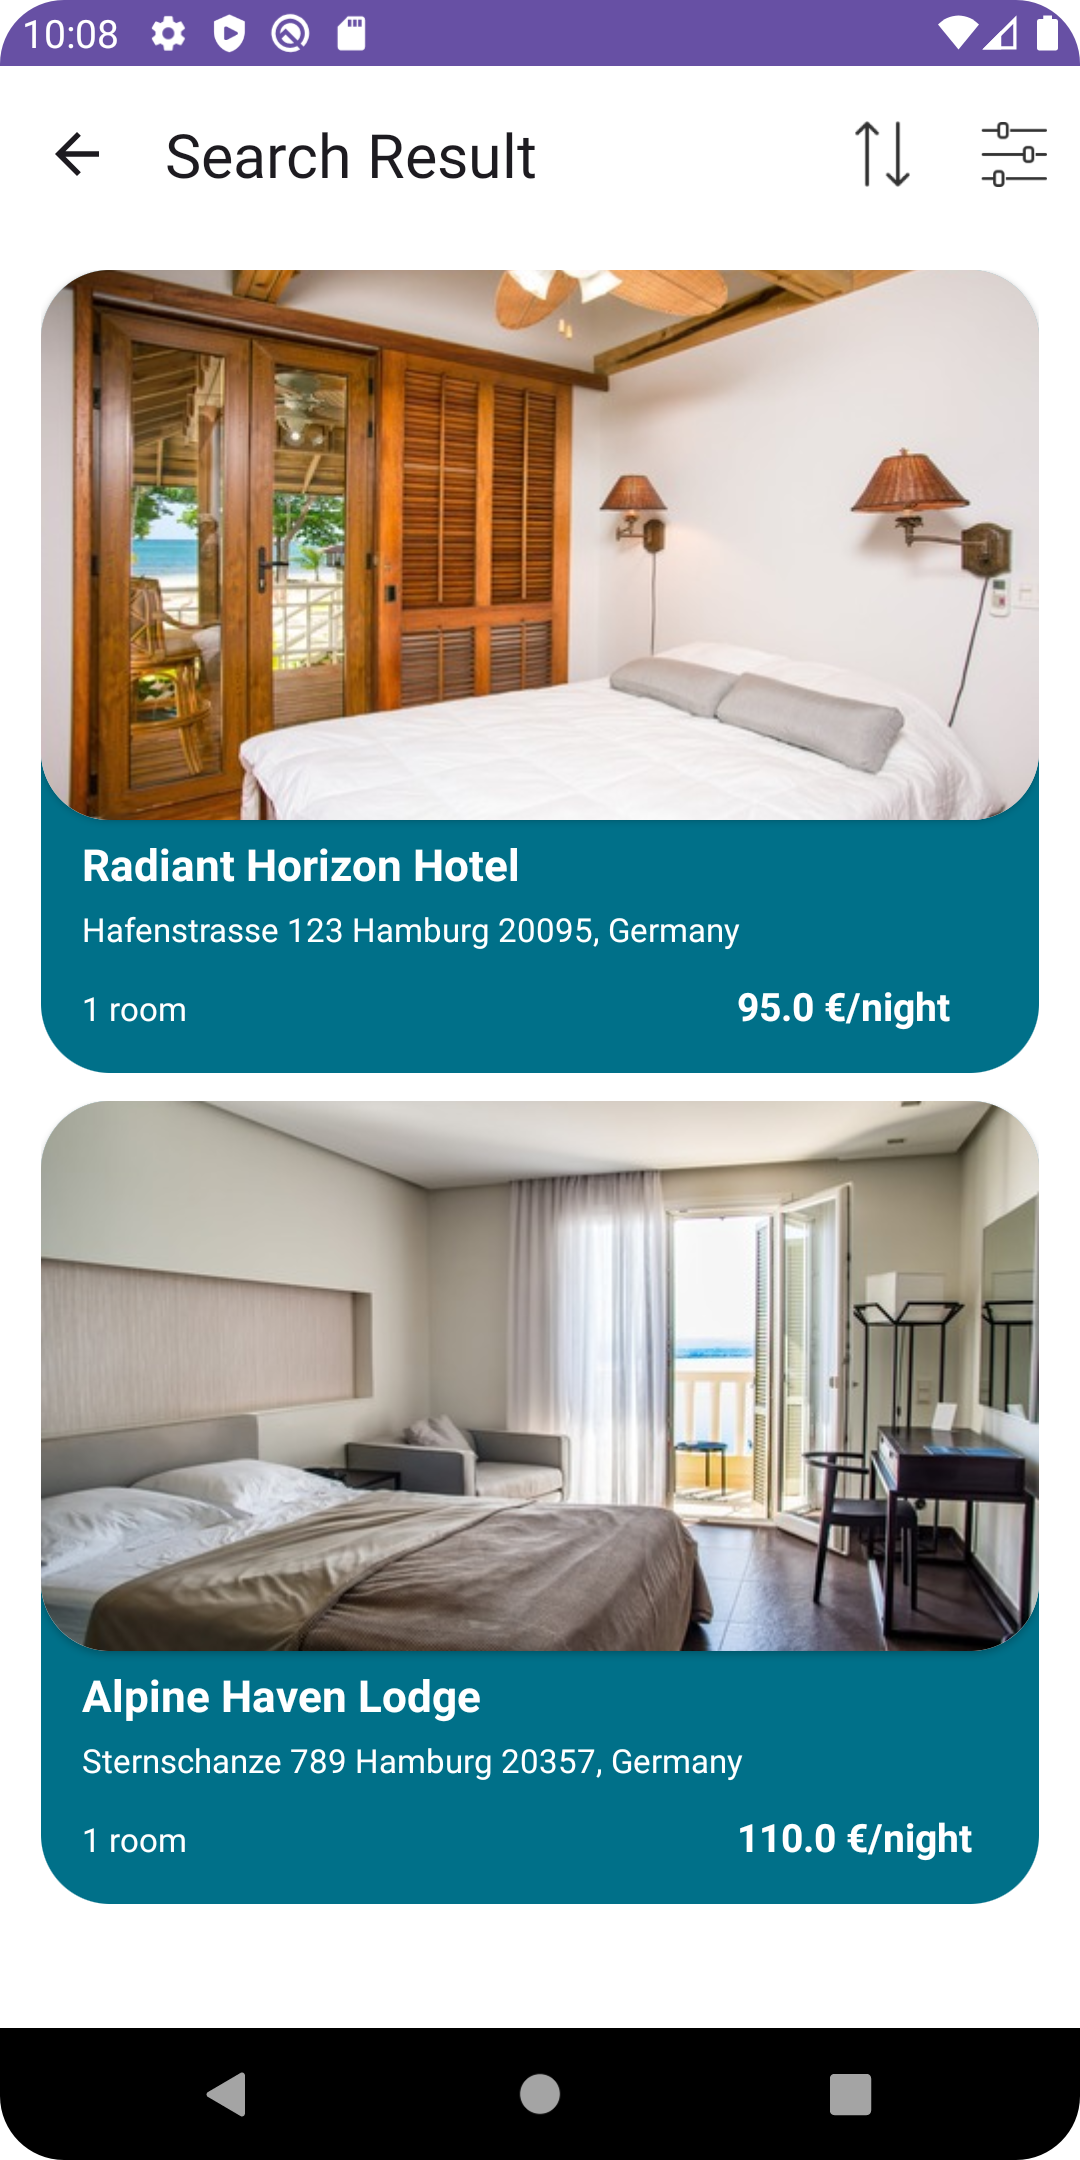 10:08
Search Result
Radiant Horizon Hotel
Hafenstrasse 123 Hamburg 20095, Germany
1 room 95.0 €/night
Alpine Haven Lodge
Sternschanze 789 Hamburg 20357, Germany
1 room 110.0 €/night